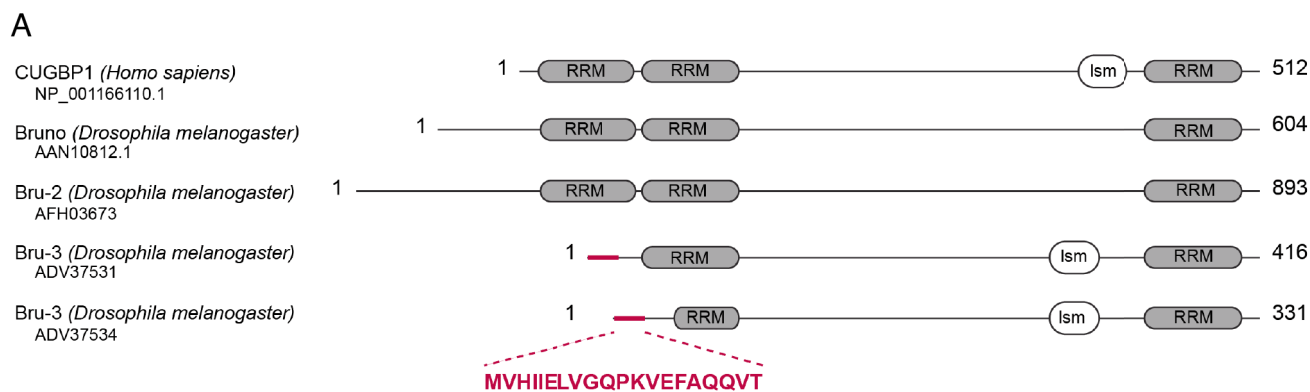 A
CUGBP1 (Homo sapiens)
NP_001166110.1
1 RRM RRM lsm RRM 512
Bruno (Drosophila melanogaster)
AAN10812.1
1 RRM RRM RRM 604
Bru-2 (Drosophila melanogaster)
AFH03673
1 RRM RRM RRM 893
Bru-3 (Drosophila melanogaster)
ADV37531
1 RRM lsm RRM 416
Bru-3 (Drosophila melanogaster)
ADV37534
1 RRM lsm RRM 331
MVHIIELVGQPKVEFAQQVT